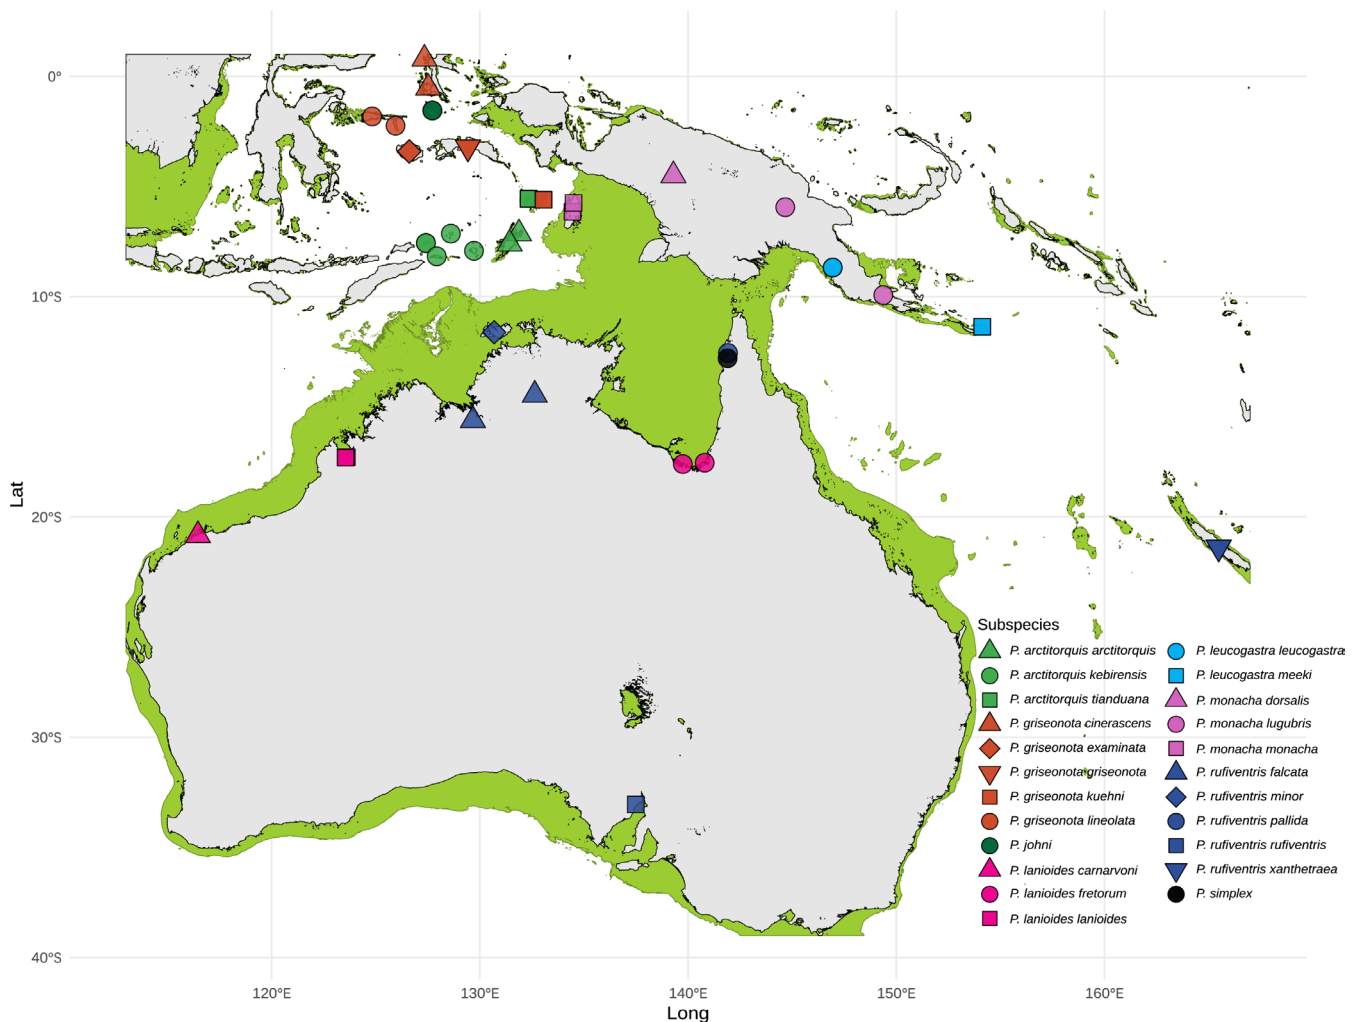 0°
10°S
20°S
30°S
40°S
Lat
120°E
130°E
140°E
150°E
160°E
Long
Subspecies
P. arctitorquis arctitorquis
P. arctitorquis kebirensis
P. arctitorquis tianduana
P. griseonota cinerascens
P. griseonota examinata
P. griseonota griseonota
P. griseonota kuehni
P. griseonota lineolata
P. johni
P. lanioides carnarvoni
P. lanioides fretorum
P. lanioides lanioides
P. leucogastra leucogastra
P. leucogastra meeki
P. monacha dorsalis
P. monacha lugubris
P. monacha monacha
P. rufiventris falcata
P. rufiventris minor
P. rufiventris pallida
P. rufiventris rufiventris
P. rufiventris xanthetraea
P. simplex